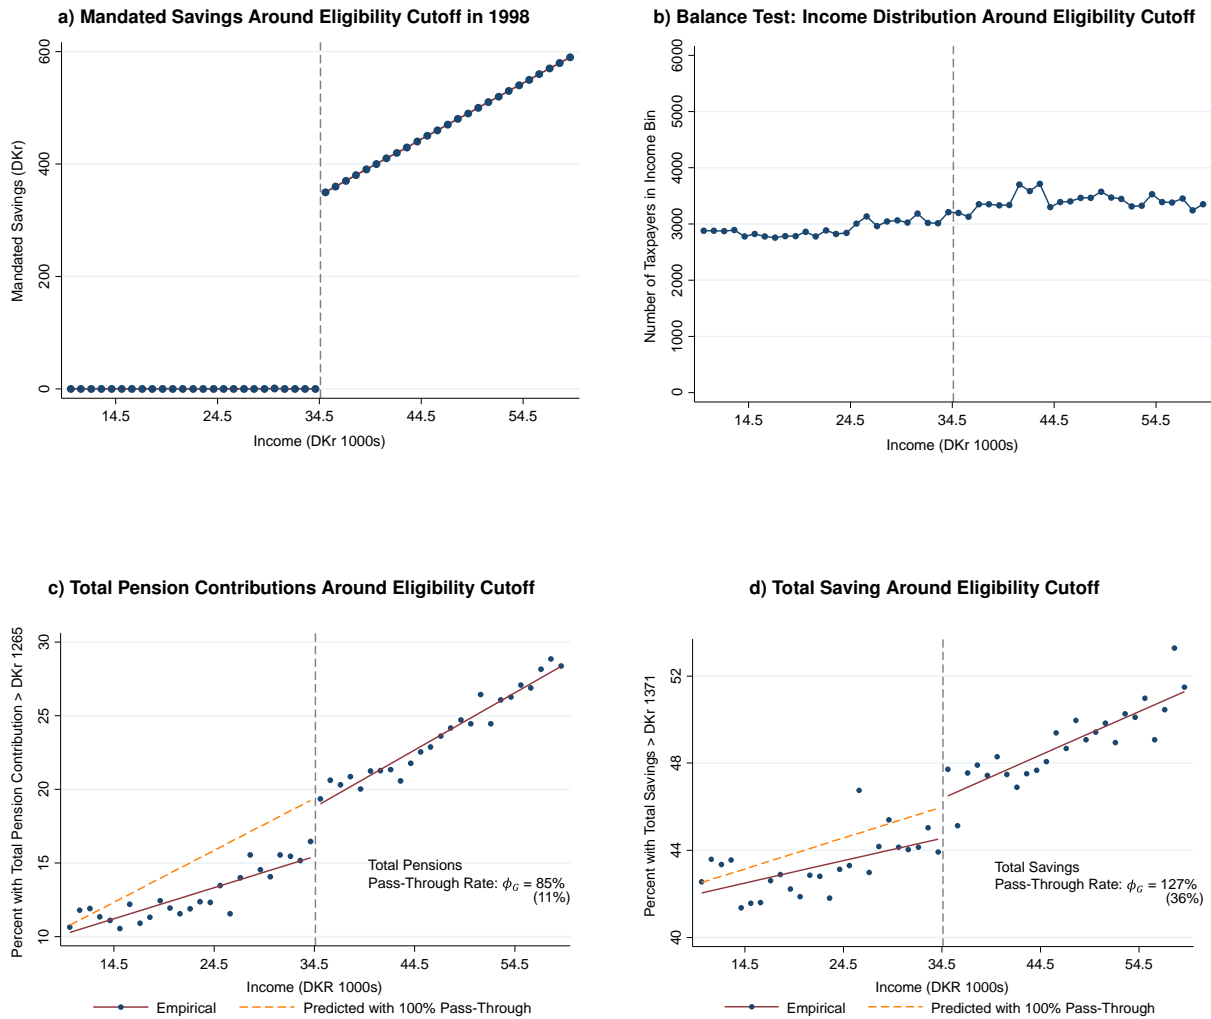 a) Mandated Savings Around Eligibility Cutoff in 1998
Mandated Savings (DKr)
600
400
200
0
14.5 24.5 34.5 44.5 54.5
Income (DKr 1000s)
b) Balance Test: Income Distribution Around Eligibility Cutoff
Number of Taxpayers in Income Bin
6000
5000
4000
3000
2000
1000
0
14.5 24.5 34.5 44.5 54.5
Income (DKr 1000s)
c) Total Pension Contributions Around Eligibility Cutoff
Percent with Total Pension Contribution > DKr 1265
30
25
20
15
10
Total Pensions
Pass-Through Rate: ϕG = 85%
(11%)
14.5 24.5 34.5 44.5 54.5
Income (DKR 1000s)
Empirical Predicted with 100% Pass-Through
d) Total Saving Around Eligibility Cutoff
Percent with Total Savings > DKr 1371
52
48
44
40
Total Savings
Pass-Through Rate: ϕG = 127%
(36%)
14.5 24.5 34.5 44.5 54.5
Income (DKR 1000s)
Empirical Predicted with 100% Pass-Through